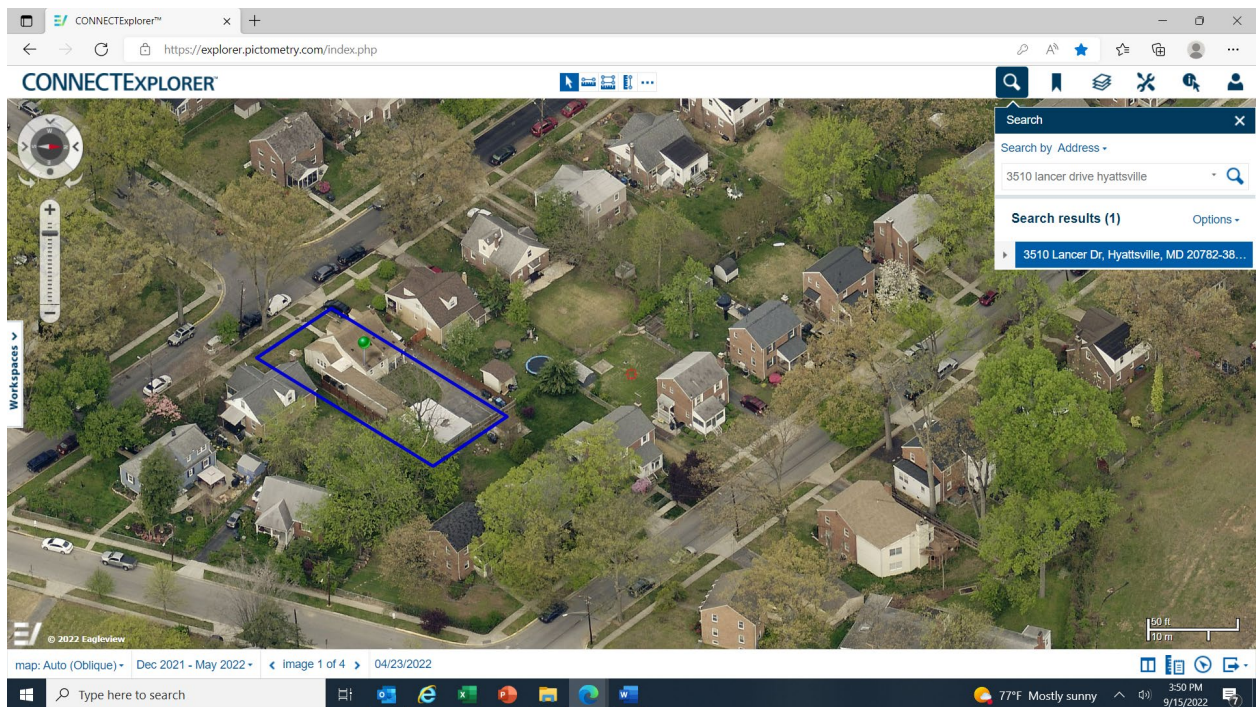 CONNECTExplorer™
https://explorer.pictometry.com/index.php
CONNECTEXPLORER™
Search
Search by Address
3510 lancer drive hyattsville
Search results (1)
Options
3510 Lancer Dr, Hyattsville, MD 20782-38...
W
Workspaces
© 2022 Eagleview
50 ft
10 m
map: Auto (Oblique)
Dec 2021 - May 2022
image 1 of 4
04/23/2022
Type here to search
77°F Mostly sunny
3:50 PM
9/15/2022
7